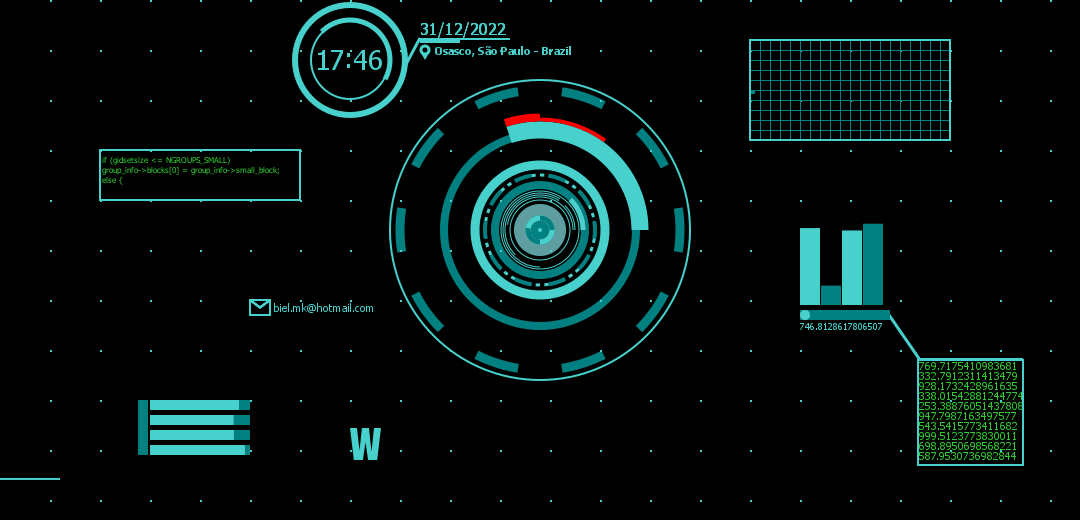 31/12/2022
17:46
Osasco, São Paulo - Brazil
if (gidsetsize <= NGROUPS_SMALL)
group_info->blocks[0] = group_info->small_block;
else {
biel.mk@hotmail.com
746.8128617806507
769.7175410983681
332.7912311413479
928.1732428961635
338.01542881244774
253.38876051437808
947.7987163497577
543.5415773411682
999.5123773830011
698.8950698568221
587.9530736982844
W